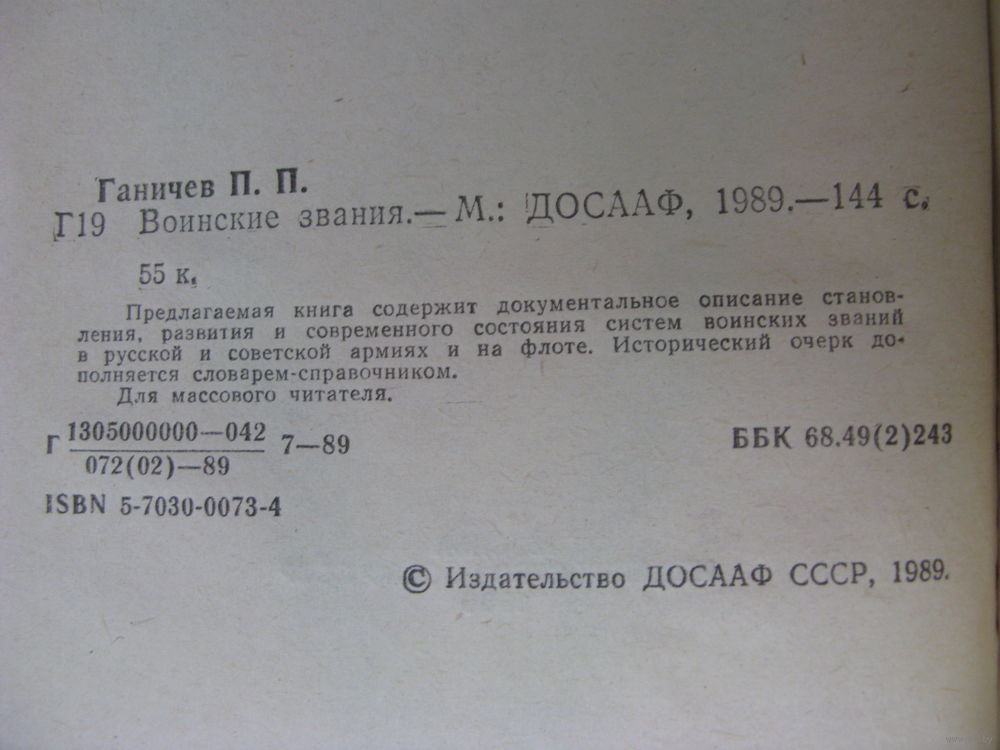 Ганичев П. П.
Г19 Воинские звания.— М.: ДОСААФ, 1989.—144 с.
55 к.
Предлагаемая книга содержит документальное описание станов-
ления, развития и современного состояния систем воинских званий
в русской и советской армиях и на флоте. Исторический очерк до-
полняется словарем-справочником.
Для массового читателя.
Г 1305000000—042 7—89
072(02)—89
ББК 68.49(2)243
ISBN 5-7030-0073-4
© Издательство ДОСААФ СССР, 1989.